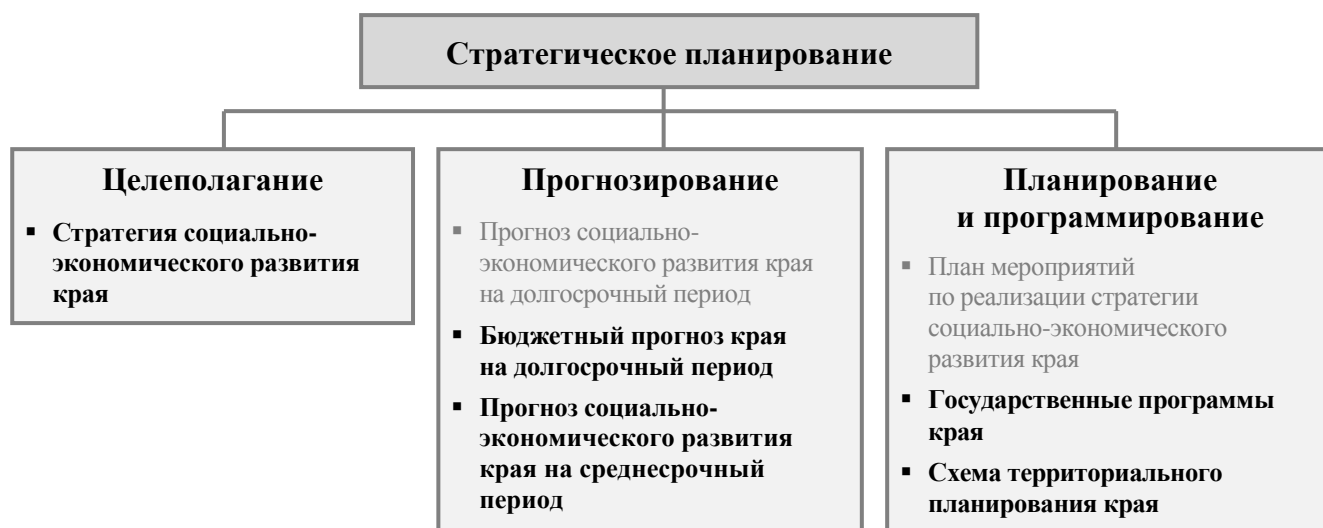 Стратегическое планирование
Целеполагание
▪ Стратегия социально-
экономического развития
края
Прогнозирование
▪ Прогноз социально-
экономического развития края
на долгосрочный период
▪ Бюджетный прогноз края
на долгосрочный период
▪ Прогноз социально-
экономического развития
края на среднесрочный
период
Планирование
и программирование
▪ План мероприятий
по реализации стратегии
социально-экономического
развития края
▪ Государственные программы
края
▪ Схема территориального
планирования края